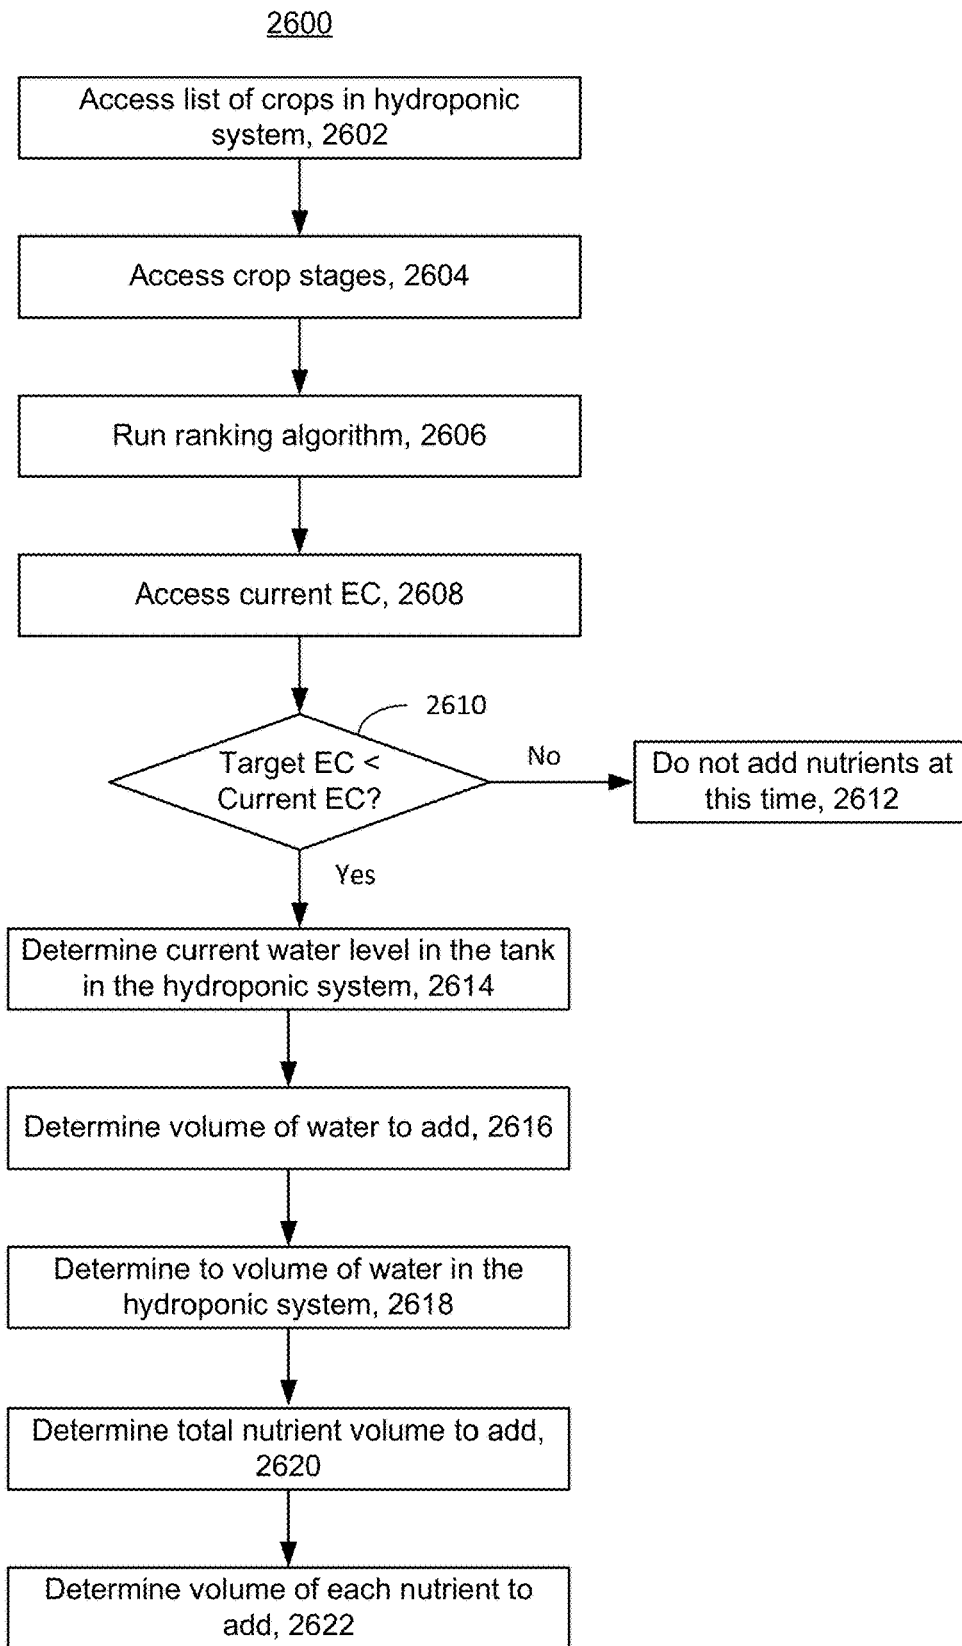 2600
Access list of crops in hydroponic
system, 2602
Access crop stages, 2604
Run ranking algorithm, 2606
Access current EC, 2608
2610
Target EC <
Current EC?
No
Do not add nutrients at
this time, 2612
Yes
Determine current water level in the tank
in the hydroponic system, 2614
Determine volume of water to add, 2616
Determine to volume of water in the
hydroponic system, 2618
Determine total nutrient volume to add,
2620
Determine volume of each nutrient to
add, 2622